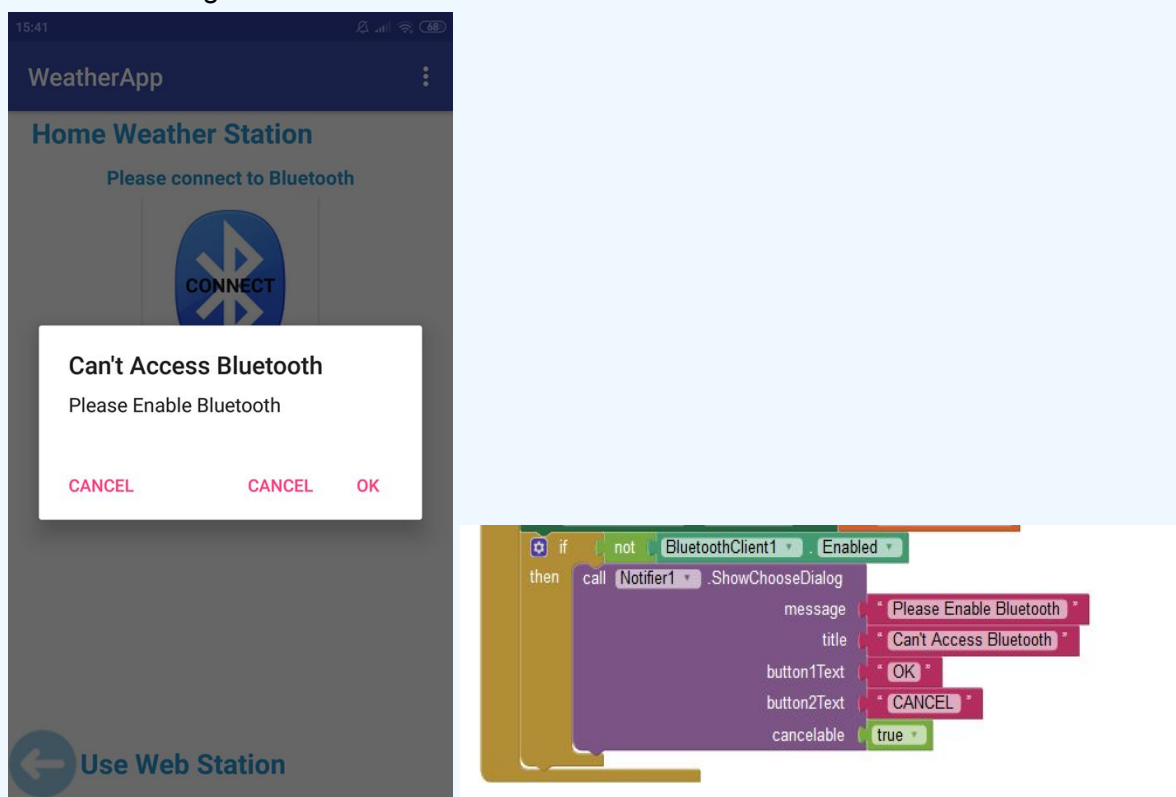 15:41 68
WeatherApp
Home Weather Station
Please connect to Bluetooth
CONNECT
Can't Access Bluetooth
Please Enable Bluetooth
CANCEL CANCEL OK
Use Web Station
if not BluetoothClient1 . Enabled
then call Notifier1 .ShowChooseDialog
message " Please Enable Bluetooth "
title " Can't Access Bluetooth "
button1Text " OK "
button2Text " CANCEL "
cancelable true